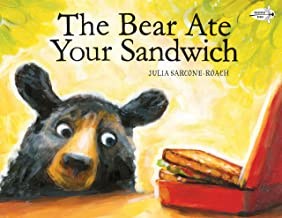 The Bear Ate
Your Sandwich
JULIA SARCONE-ROACH